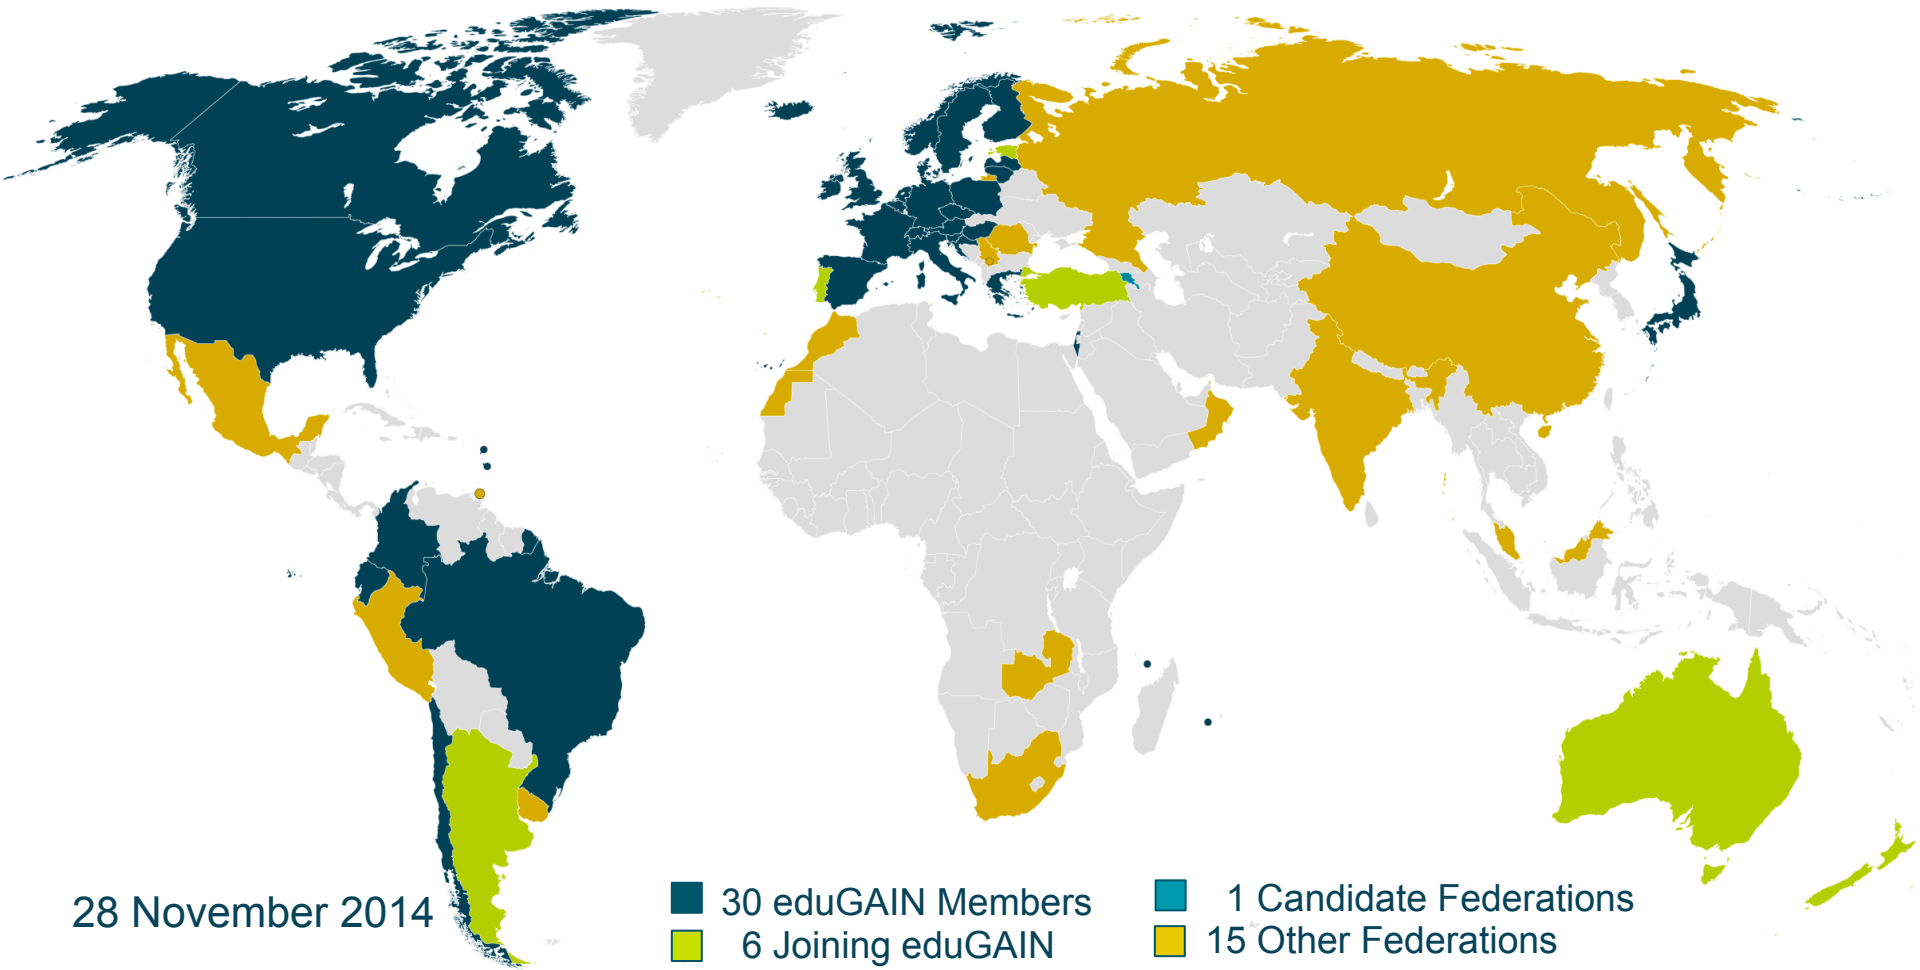 28 November 2014
30 eduGAIN Members
6 Joining eduGAIN
1 Candidate Federations
15 Other Federations